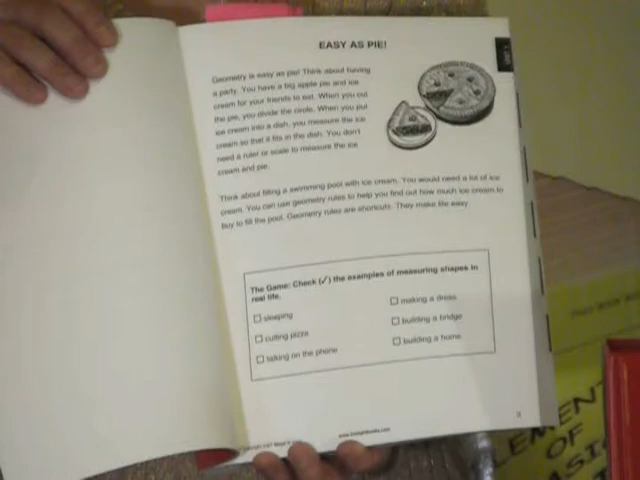 EASY AS PIE!
Geometry is easy as pie! Think about having
a party. You have a big apple pie and ice
cream for your friends to eat. When you cut
the pie, you divide the circle. When you put
ice cream into a dish, you measure the ice
cream so that it fits in the dish. You don't
need a ruler or scale to measure the ice
cream and pie.
Think about filling a swimming pool with ice cream. You would need a lot of ice
cream. You can use geometry rules to help you find out how much ice cream to
buy to fill the pool. Geometry rules are shortcuts. They make life easy
The Game: Check (✓) the examples of measuring shapes in
real life.
☐ sleeping
☐ cutting pizza
☐ talking on the phone
☐ making a dress
☐ building a bridge
☐ building a home
3
LEMENT
OF
ASI